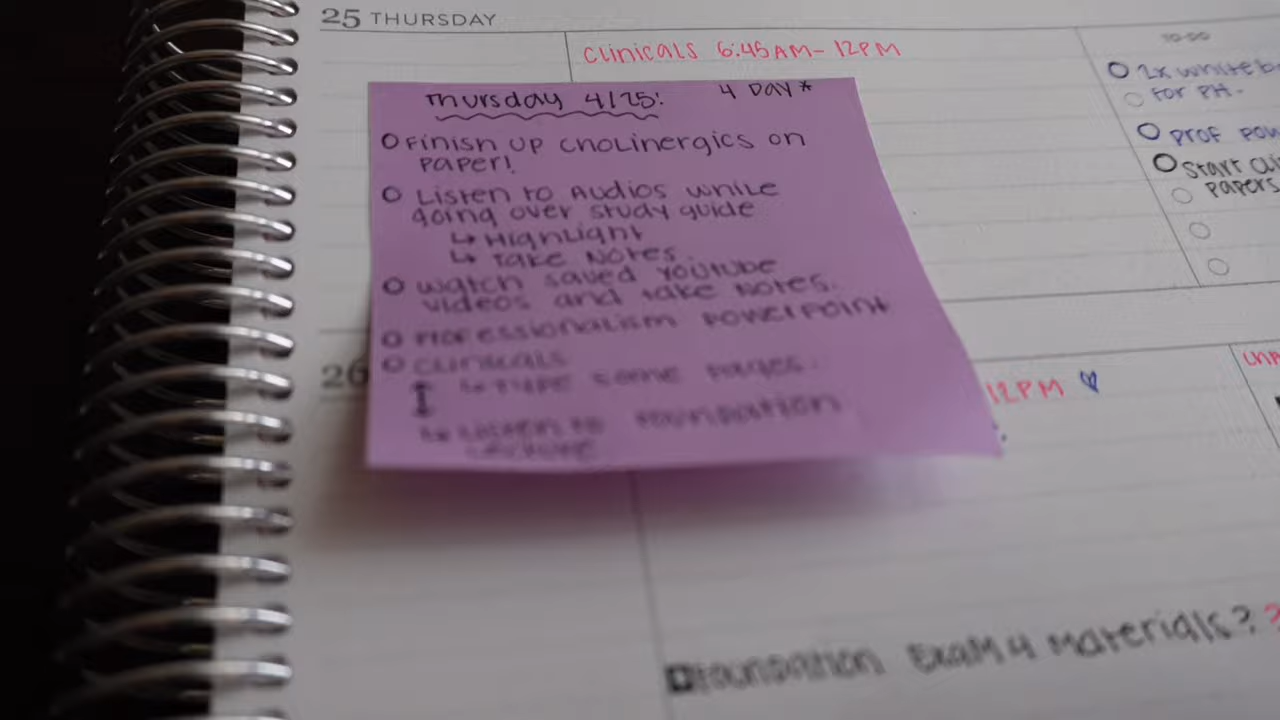 25 THURSDAY
CLINICALS 6:45AM-12PM
TO-DO
Thursday 4/25:
4 DAY*
FINISH UP CHOLINERGICS ON
PAPER!
LISTEN TO AUDIOS WHILE
going over study guide
↳ HIGHLIGHT
↳ TAKE NOTES.
WATCH SAVED YOUTUBE
VIDEOS AND TAKE NOTES.
PROFESSIONALISM POWERPOINT
CLINICALS
↳ TYPE SOME PAGES.
↳ LISTEN TO FOUNDATION
LECTURE
2X WHITE
FOR PH.
PROF
START
PAPERS
26
12PM
FOUNDATION EXAM 4 MATERIALS?